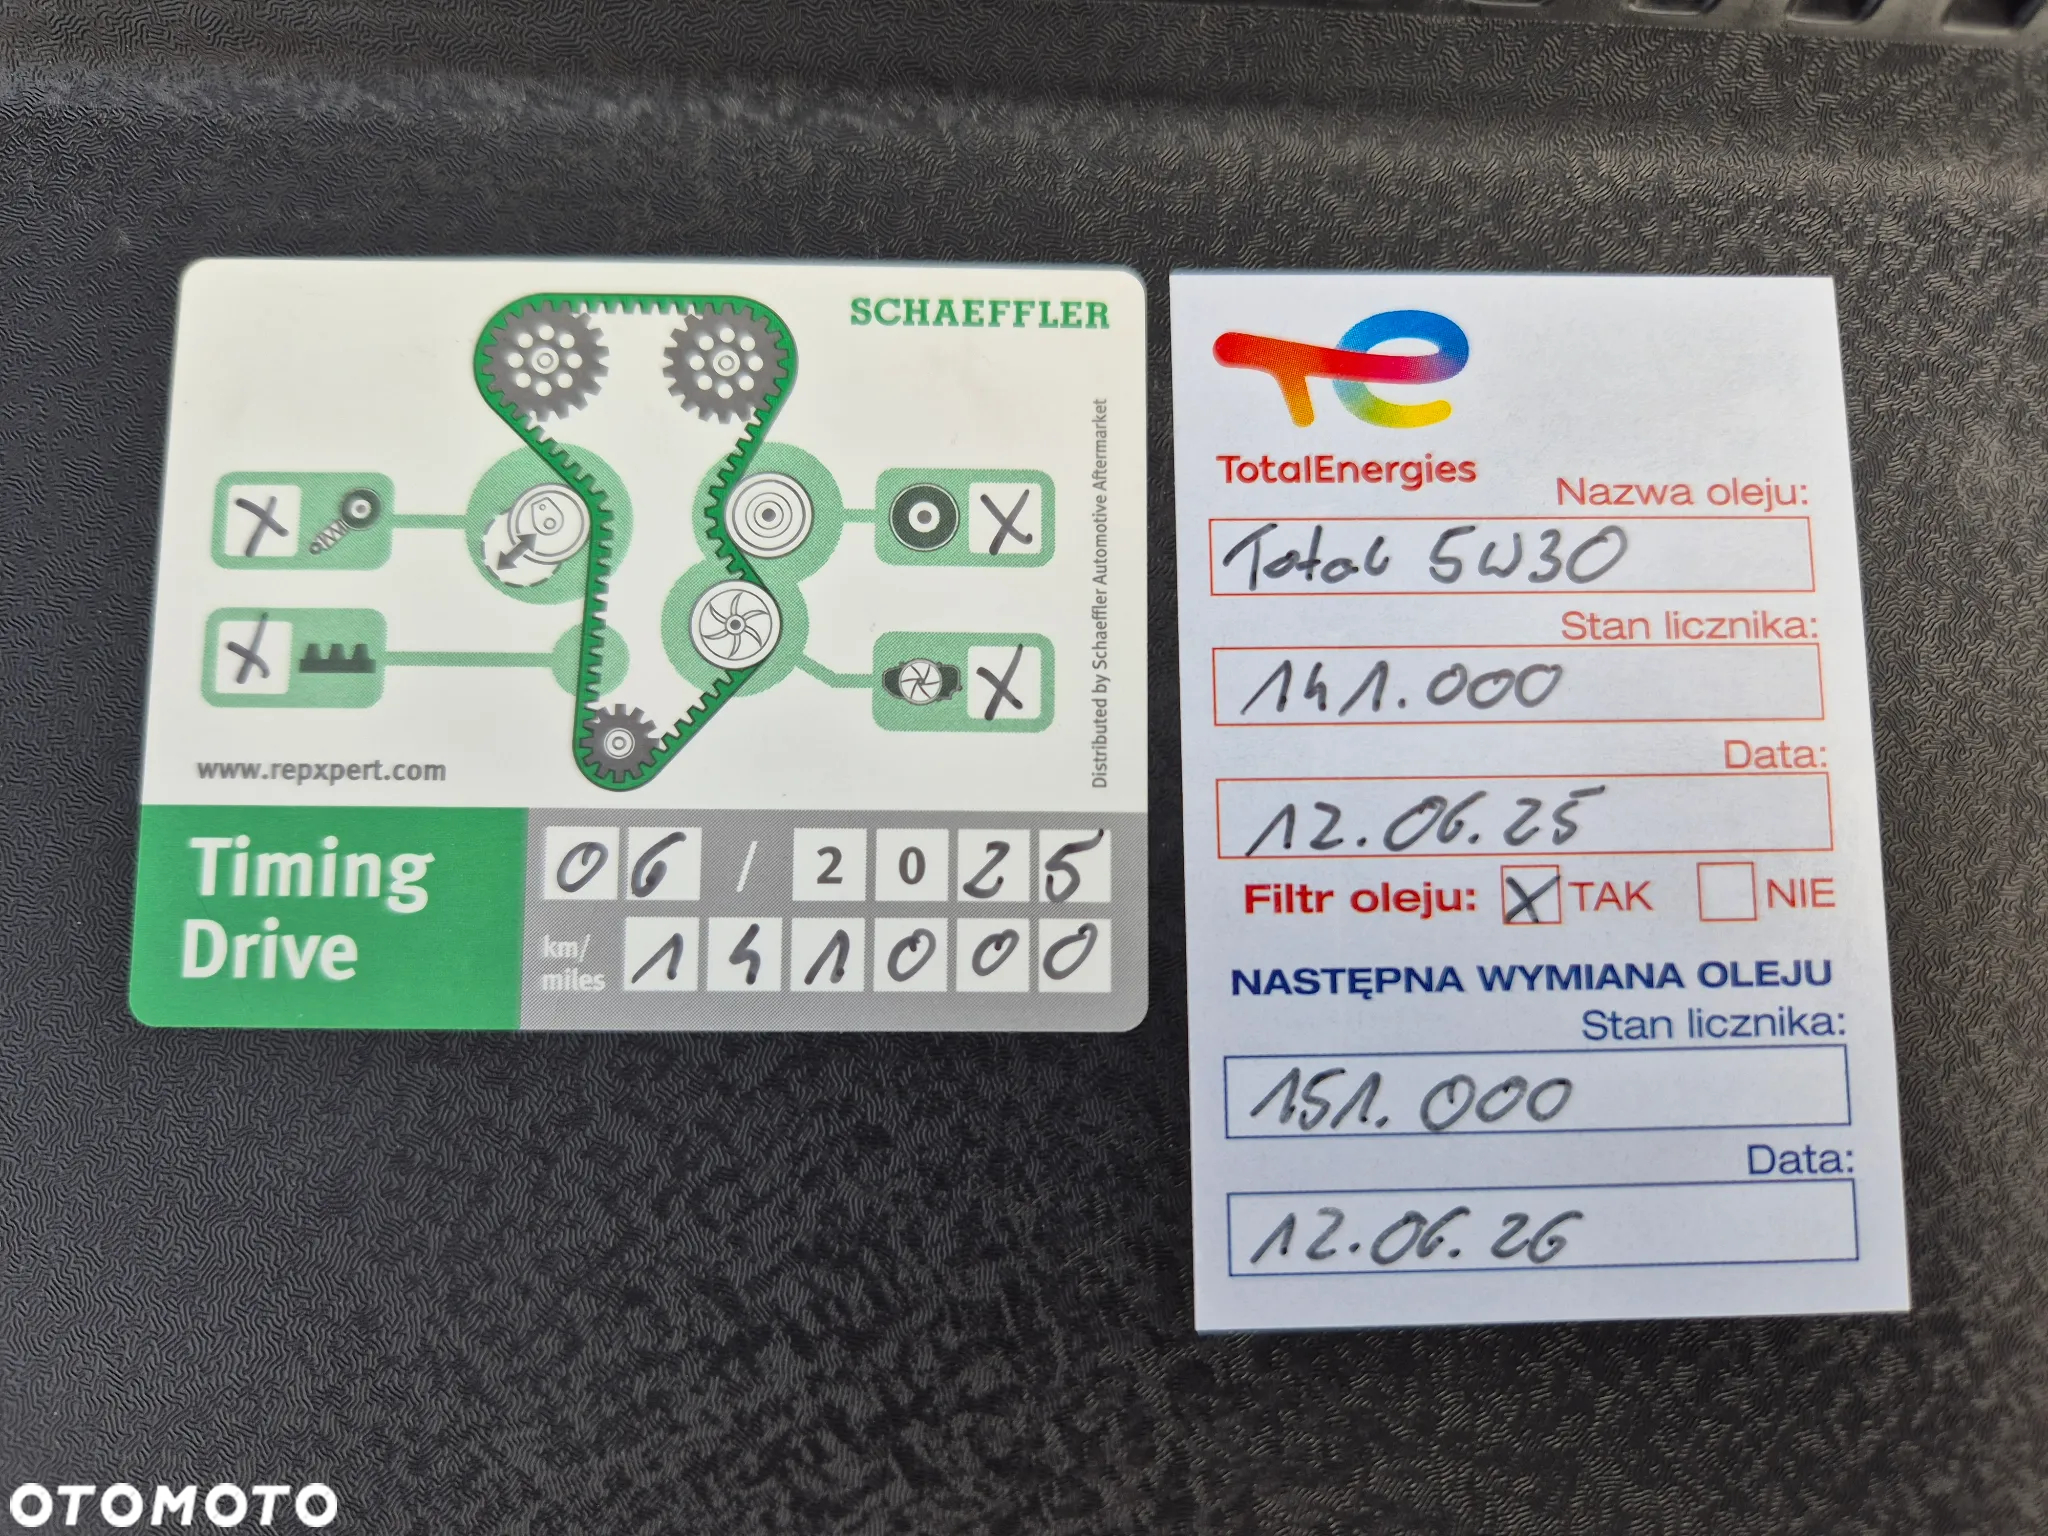 SCHAEFFLER
X
X
X
X
Distributed by Schaeffler Automotive Aftermarket
www.repxpert.com
Timing
Drive
06 / 2025
km/
miles
141000
TotalEnergies
Nazwa oleju:
Total 5W30
Stan licznika:
141.000
Data:
12.06.25
Filtr oleju: X TAK NIE
NASTĘPNA WYMIANA OLEJU
Stan licznika:
151.000
Data:
12.06.26
OTOMOTO